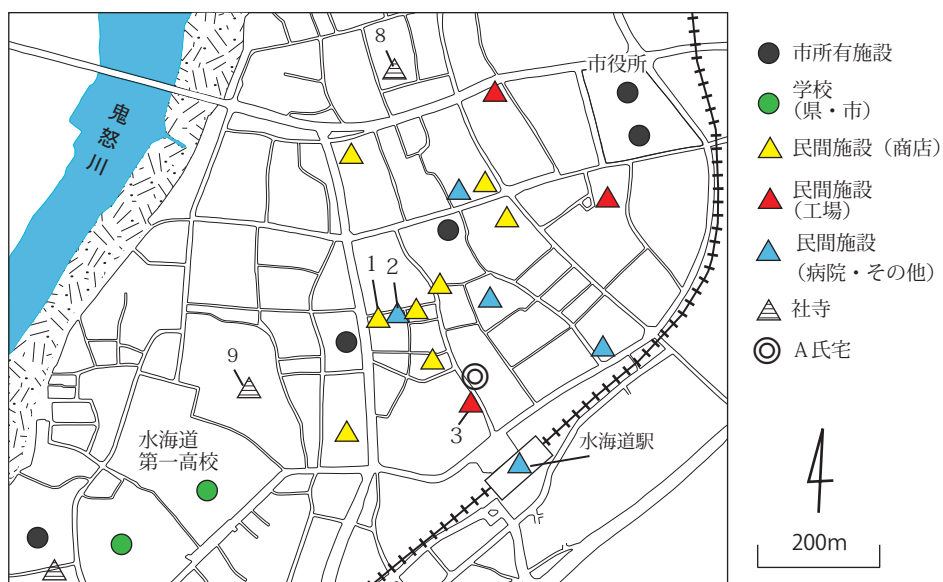 8
市役所
鬼怒川
1 2
9
3
水海道
第一高校
水海道駅
市所有施設
学校
(県・市)
民間施設(商店)
民間施設
(工場)
民間施設
(病院・その他)
社寺
A氏宅
200m